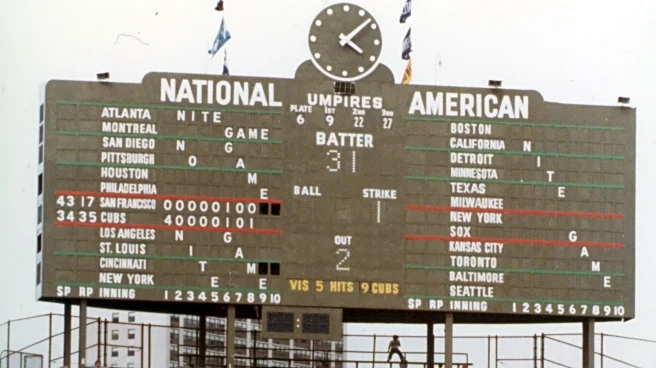 NATIONAL
ATLANTA NITE
MONTREAL GAME
SAN DIEGO N G
PITTSBURGH O A
HOUSTON M
PHILADELPHIA E
43 17 SAN FRANCISCO 0 0 0 0 0 1 0 0
34 35 CUBS 4 0 0 0 0 1 0 1
LOS ANGELES N G
ST. LOUIS I A
CINCINNATI T M
NEW YORK E E
SP RP INNING 1 2 3 4 5 6 7 8 9 10
UMPIRES
PLATE 1ST 2ND 3RD
6 9 22 27
BATTER
31
BALL STRIKE
1
OUT
2
VIS 5 HITS 9 CUBS
AMERICAN
BOSTON
CALIFORNIA N
DETROIT I
MINNESOTA T
TEXAS E
MILWAUKEE
NEW YORK
SOX G
KANSAS CITY A
TORONTO M
BALTIMORE E
SEATTLE
SP RP INNING 1 2 3 4 5 6 7 8 9 10